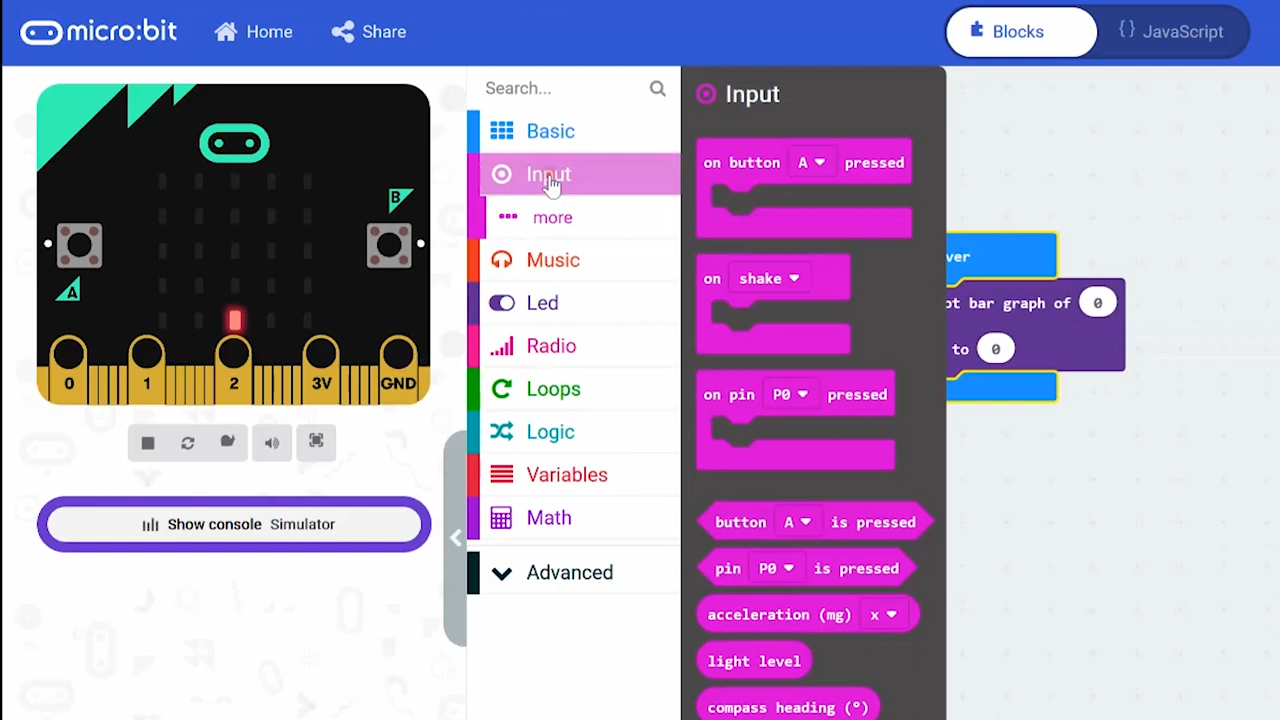 micro:bit
Home
Share
Blocks
{} JavaScript
B
A
0
1
2
3V
GND
Show console Simulator
Search...
Basic
Input
more
Music
Led
Radio
Loops
Logic
Variables
Math
Advanced
Input
on button A pressed
on shake
on pin P0 pressed
button A is pressed
pin P0 is pressed
acceleration (mg) x
light level
compass heading (°)
bar graph of 0
to 0